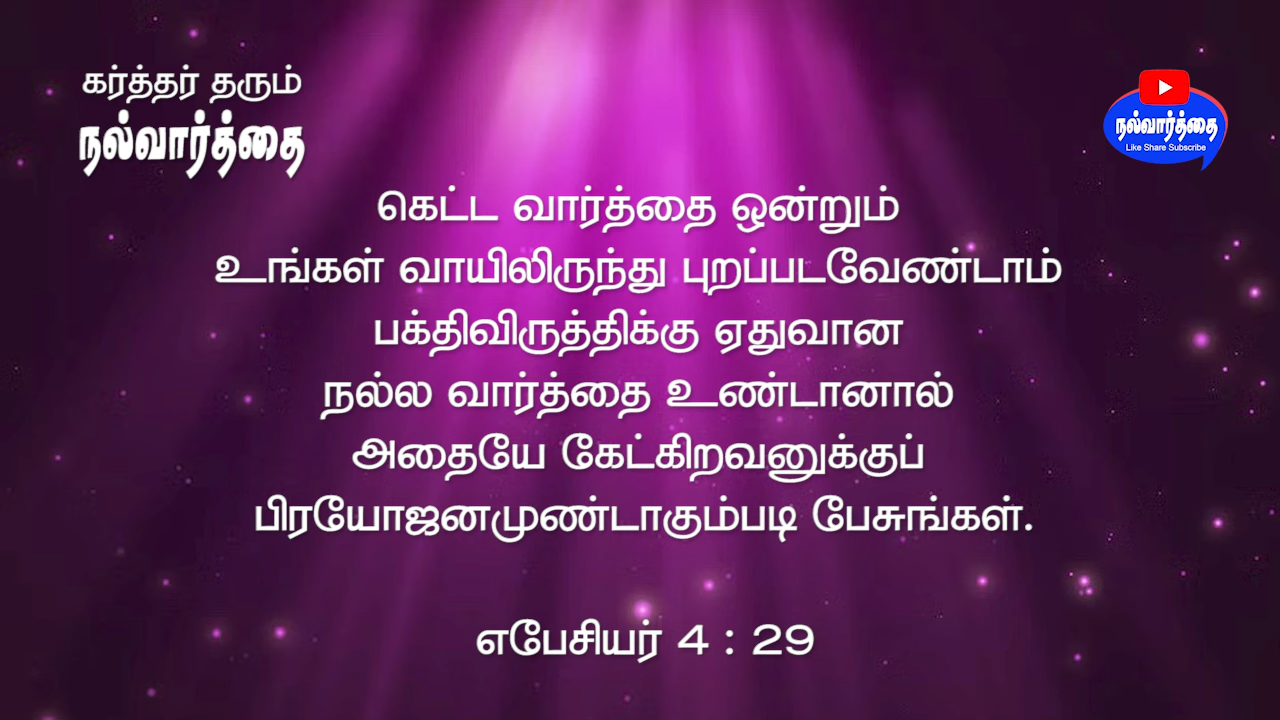 கர்த்தர் தரும்
நல்வார்த்தை
நல்வார்த்தை
Like Share Subscribe
கெட்ட வார்த்தை ஒன்றும்
உங்கள் வாயிலிருந்து புறப்படவேண்டாம்
பக்திவிருத்திக்கு ஏதுவான
நல்ல வார்த்தை உண்டானால்
அதையே கேட்கிறவனுக்குப்
பிரயோஜனமுண்டாகும்படி பேசுங்கள்.
எபேசியர் 4 : 29